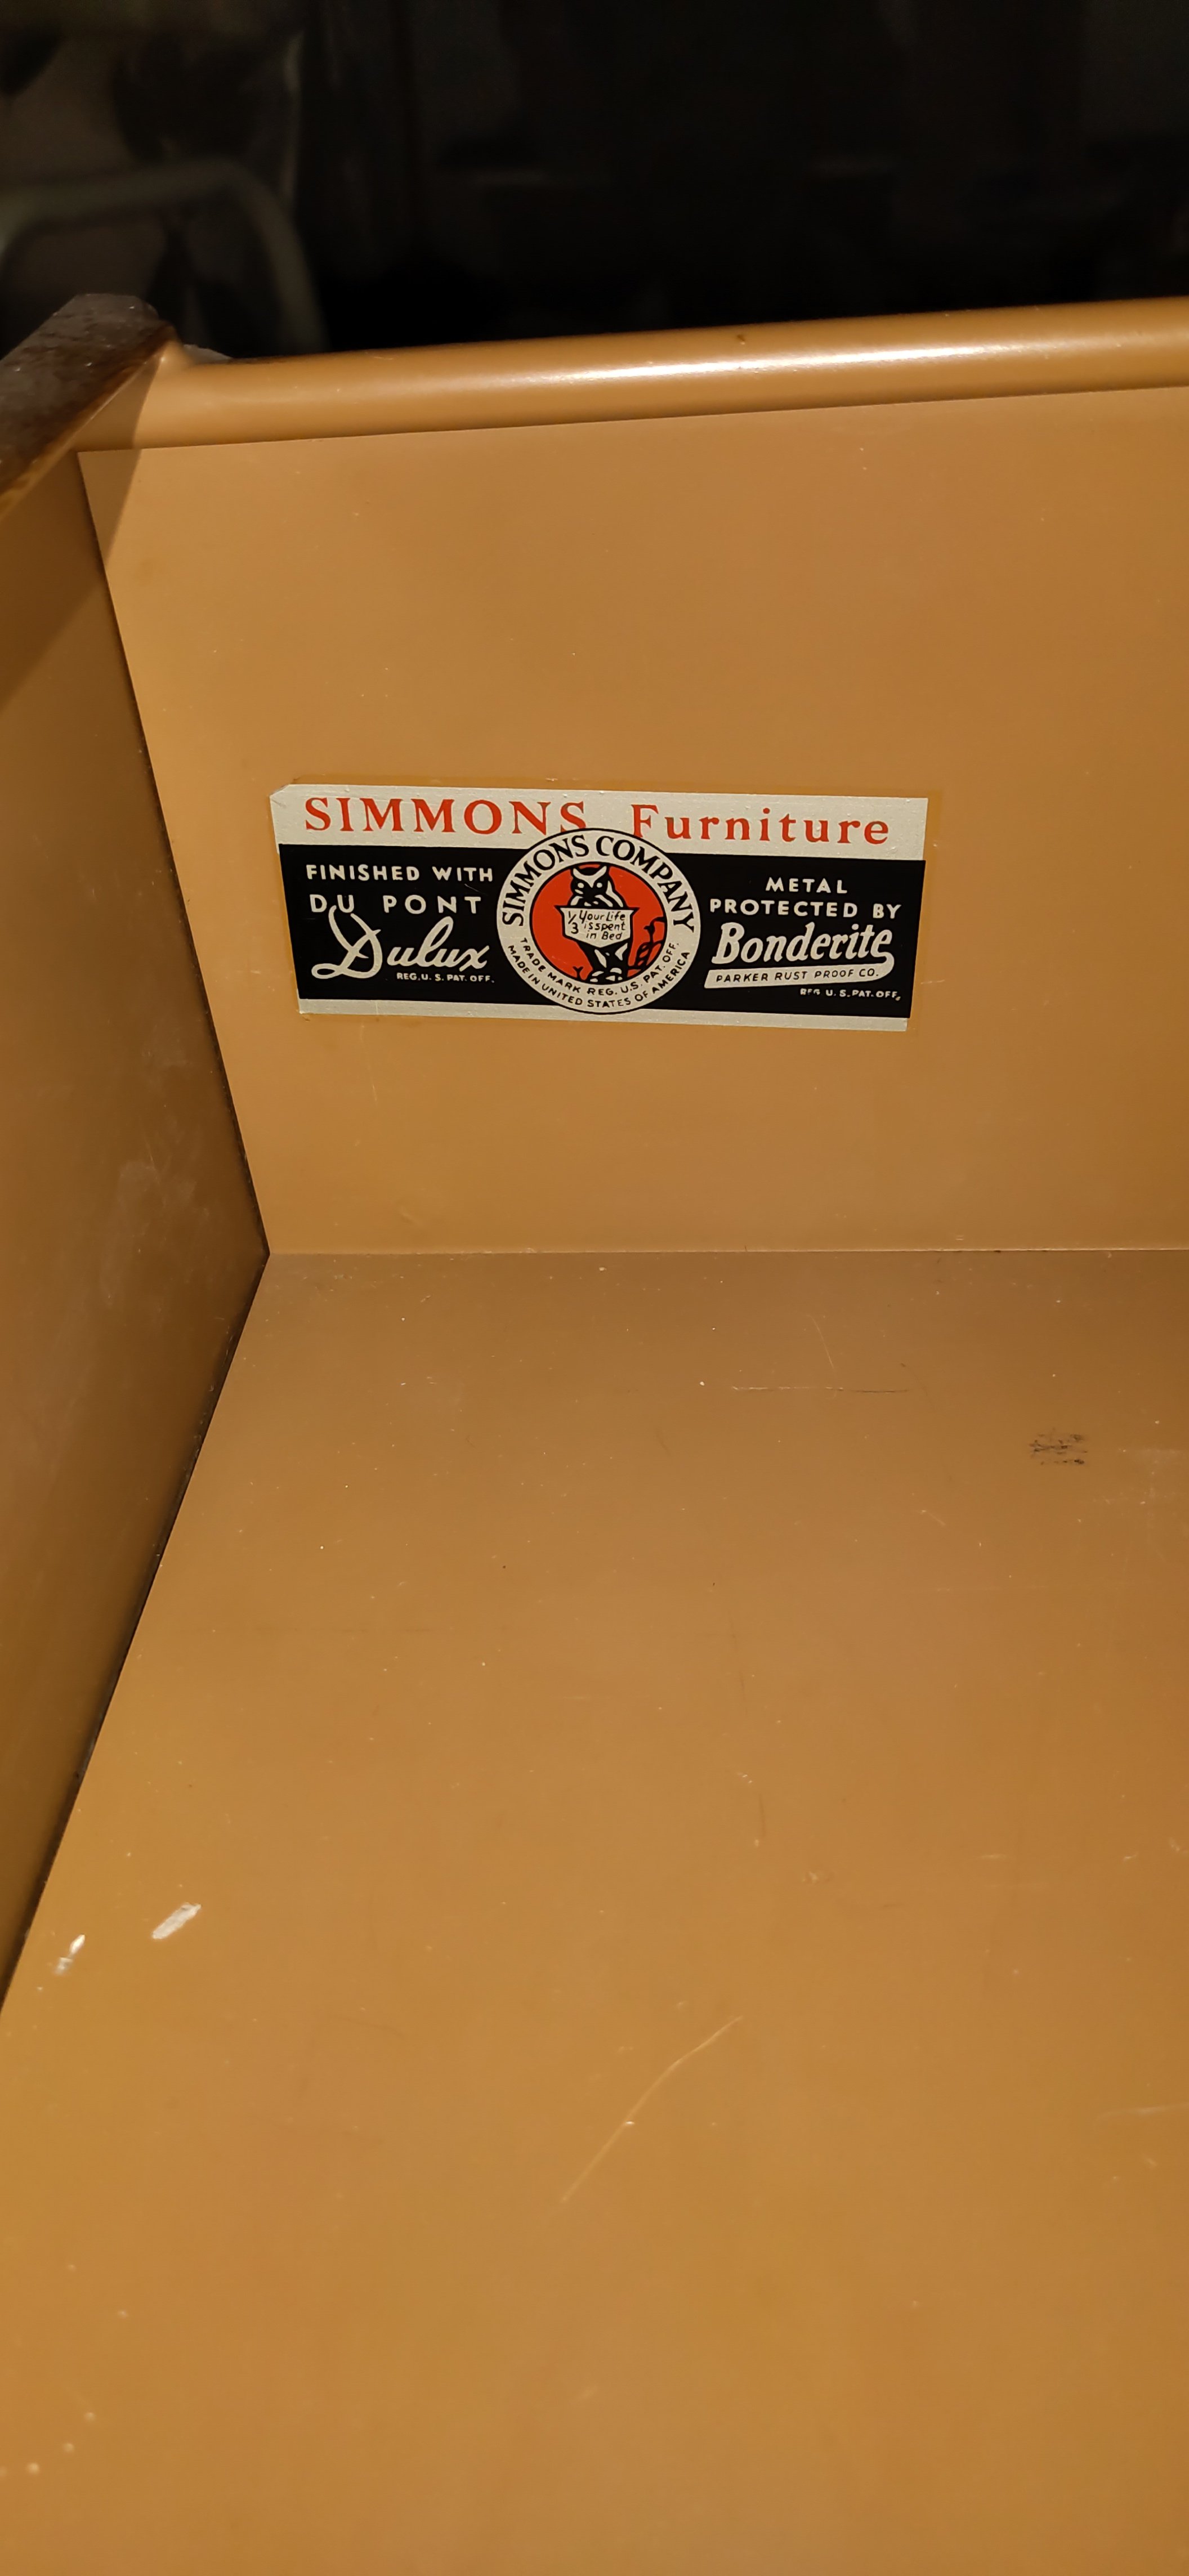 SIMMONS Furniture
FINISHED WITH
DU PONT
Dulux
REG. U. S. PAT. OFF.
SIMMONS COMPANY
1/3 Your Life
is spent
in Bed
TRADE MARK REG. U.S. PAT. OFF.
MADE IN UNITED STATES OF AMERICA
METAL
PROTECTED BY
Bonderite
PARKER RUST PROOF CO.
REG. U. S. PAT. OFF.